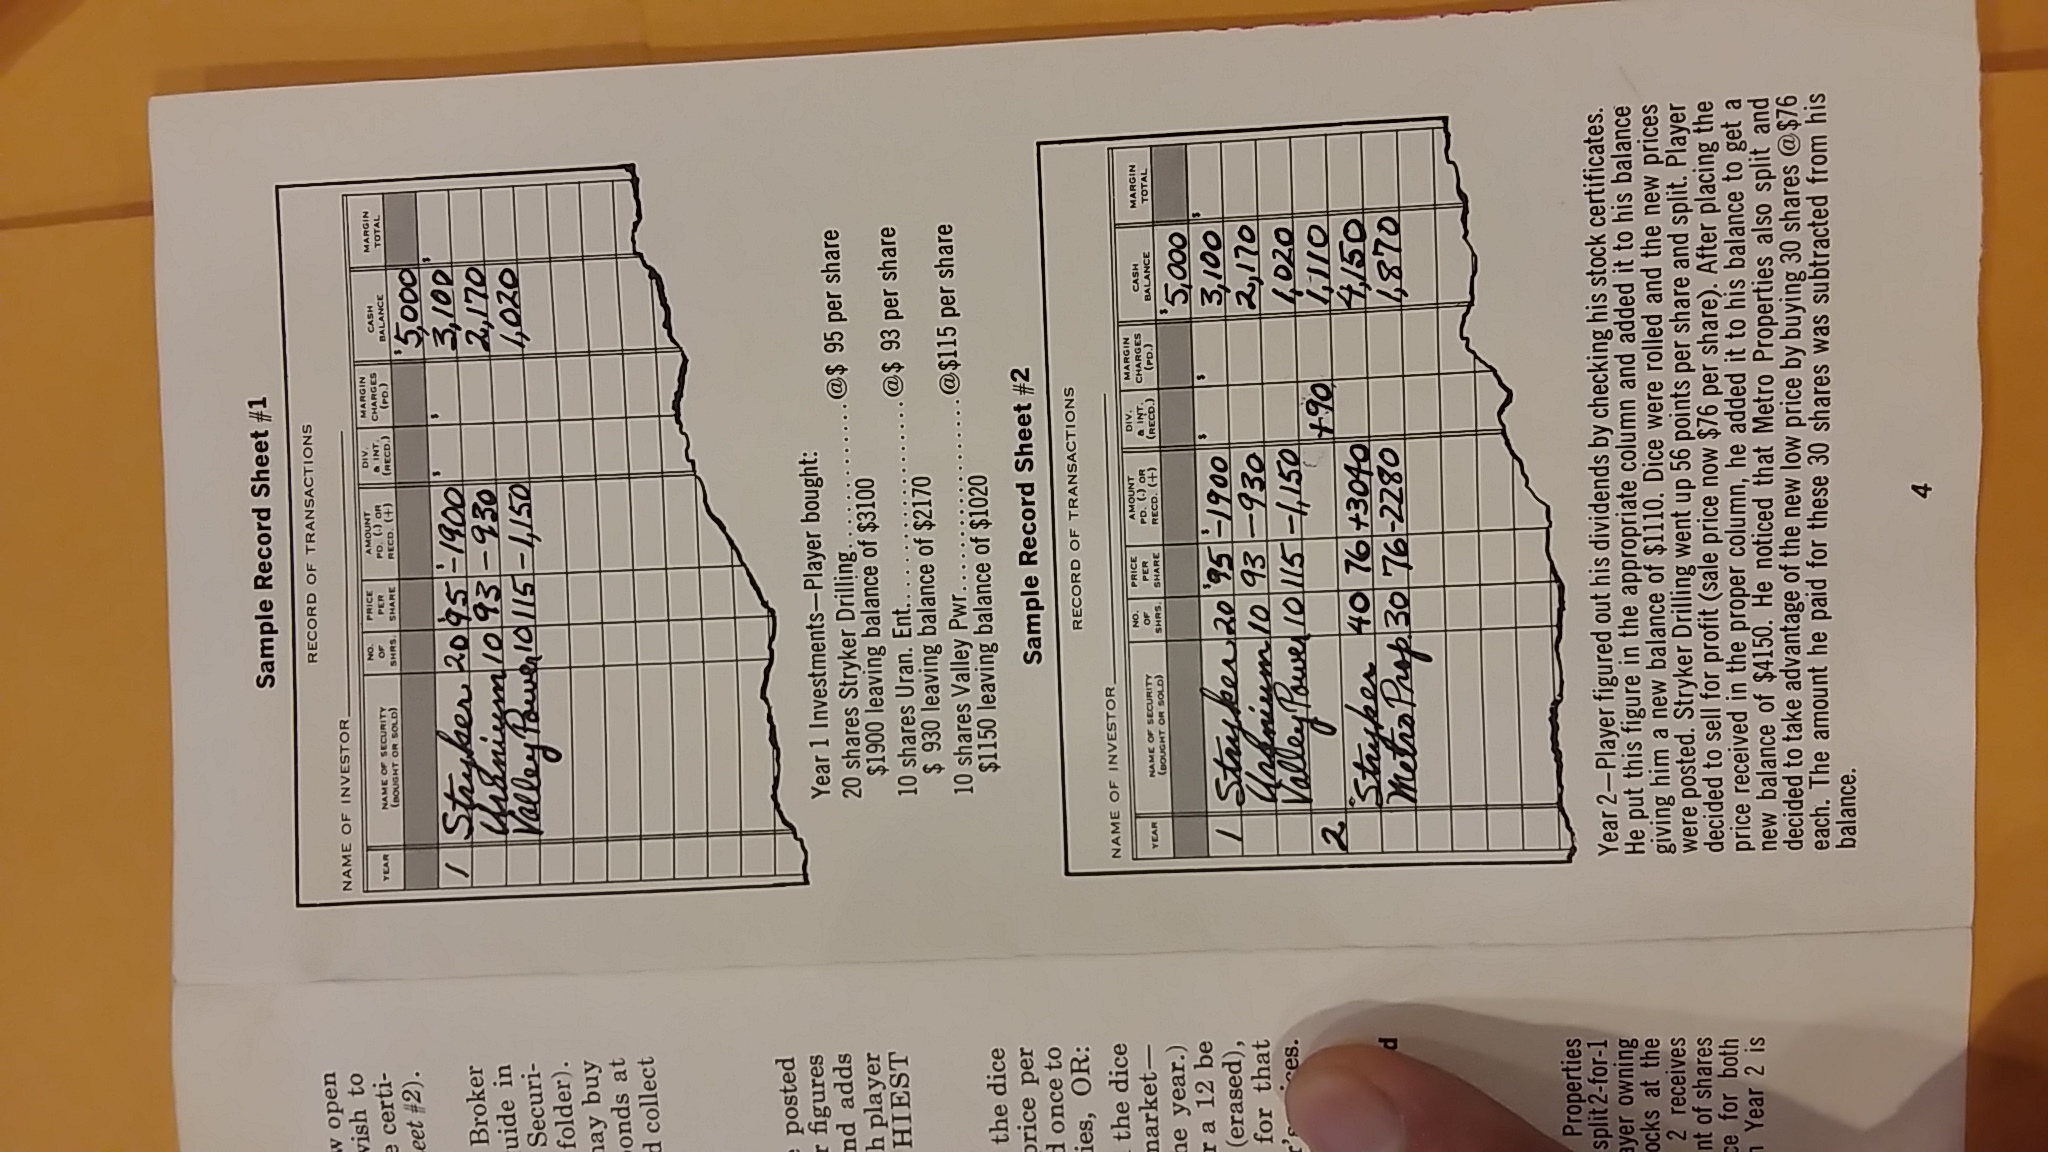 w open
wish to
e certi-
eet #2).
Broker
uide in
Securi-
folder).
may buy
onds at
d collect
e posted
r figures
nd adds
h player
HIEST
the dice
price per
d once to
ies, OR:
the dice
market—
he year.)
r a 12 be
(erased),
for that
ces.
d
Properties
split 2-for-1
ayer owning
ocks at the
2 receives
nt of shares
ce for both
n Year 2 is
Sample Record Sheet #1
RECORD OF TRANSACTIONS
NAME OF INVESTOR
YEAR NAME OF SECURITY (BOUGHT OR SOLD) NO. OF SHRS. PRICE PER SHARE AMOUNT PD. (-) OR RECD. (+) DIV. & INT. (RECD.) MARGIN CHARGES (PD.) CASH BALANCE MARGIN TOTAL
$5,000
1 Stryker 20 $95 $-1900 $ $ 3,100 $
Uranium 10 93 -930 2,170
Valley Power 10 115 -1,150 1,020
Year 1 Investments—Player bought:
20 shares Stryker Drilling.............@$ 95 per share
$1900 leaving balance of $3100
10 shares Uran. Ent...................@$ 93 per share
$ 930 leaving balance of $2170
10 shares Valley Pwr..................@$115 per share
$1150 leaving balance of $1020
Sample Record Sheet #2
RECORD OF TRANSACTIONS
NAME OF INVESTOR
YEAR NAME OF SECURITY (BOUGHT OR SOLD) NO. OF SHRS. PRICE PER SHARE AMOUNT PD. (-) OR RECD. (+) DIV. & INT. (RECD.) MARGIN CHARGES (PD.) CASH BALANCE MARGIN TOTAL
$5,000
1 Stryker 20 $95 $-1900 $ $ 3,100 $
Uranium 10 93 -930 2,170
Valley Power 10 115 -1,150 1,020
2 +90 1,110
Stryker 40 76 +3040 4,150
Metro Prop. 30 76 -2280 1,870
Year 2—Player figured out his dividends by checking his stock certificates.
He put this figure in the appropriate column and added it to his balance
giving him a new balance of $1110. Dice were rolled and the new prices
were posted. Stryker Drilling went up 56 points per share and split. Player
decided to sell for profit (sale price now $76 per share). After placing the
price received in the proper column, he added it to his balance to get a
new balance of $4150. He noticed that Metro Properties also split and
decided to take advantage of the new low price by buying 30 shares @$76
each. The amount he paid for these 30 shares was subtracted from his
balance.
4